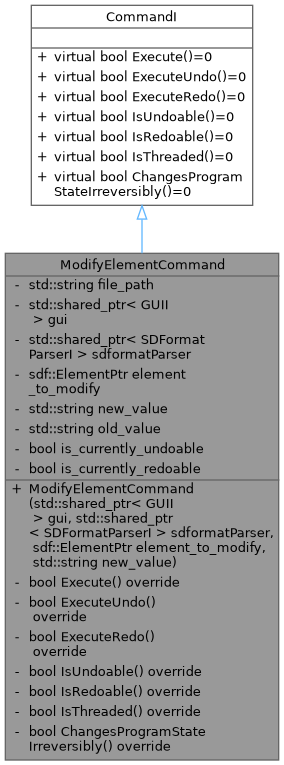 CommandI
+ virtual bool Execute()=0
+ virtual bool ExecuteUndo()=0
+ virtual bool ExecuteRedo()=0
+ virtual bool IsUndoable()=0
+ virtual bool IsRedoable()=0
+ virtual bool IsThreaded()=0
+ virtual bool ChangesProgram
StateIrreversibly()=0
ModifyElementCommand
- std::string file_path
- std::shared_ptr< GUII
> gui
- std::shared_ptr< SDFormat
ParserI > sdformatParser
- sdf::ElementPtr element
_to_modify
- std::string new_value
- std::string old_value
- bool is_currently_undoable
- bool is_currently_redoable
+ ModifyElementCommand
(std::shared_ptr< GUII
> gui, std::shared_ptr
< SDFormatParserI > sdformatParser,
sdf::ElementPtr element_to_modify,
std::string new_value)
- bool Execute() override
- bool ExecuteUndo()
override
- bool ExecuteRedo()
override
- bool IsUndoable() override
- bool IsRedoable() override
- bool IsThreaded() override
- bool ChangesProgramState
Irreversibly() override